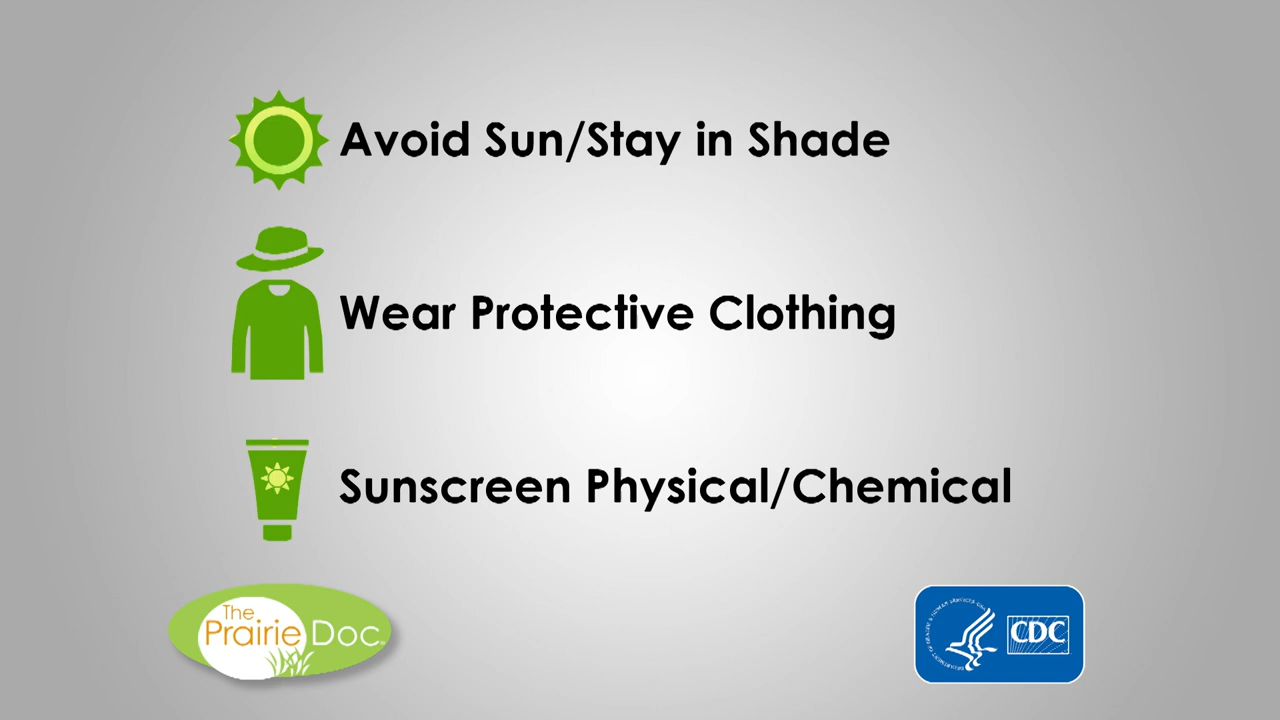 Avoid Sun/Stay in Shade
Wear Protective Clothing
Sunscreen Physical/Chemical
The
Prairie Doc
CDC